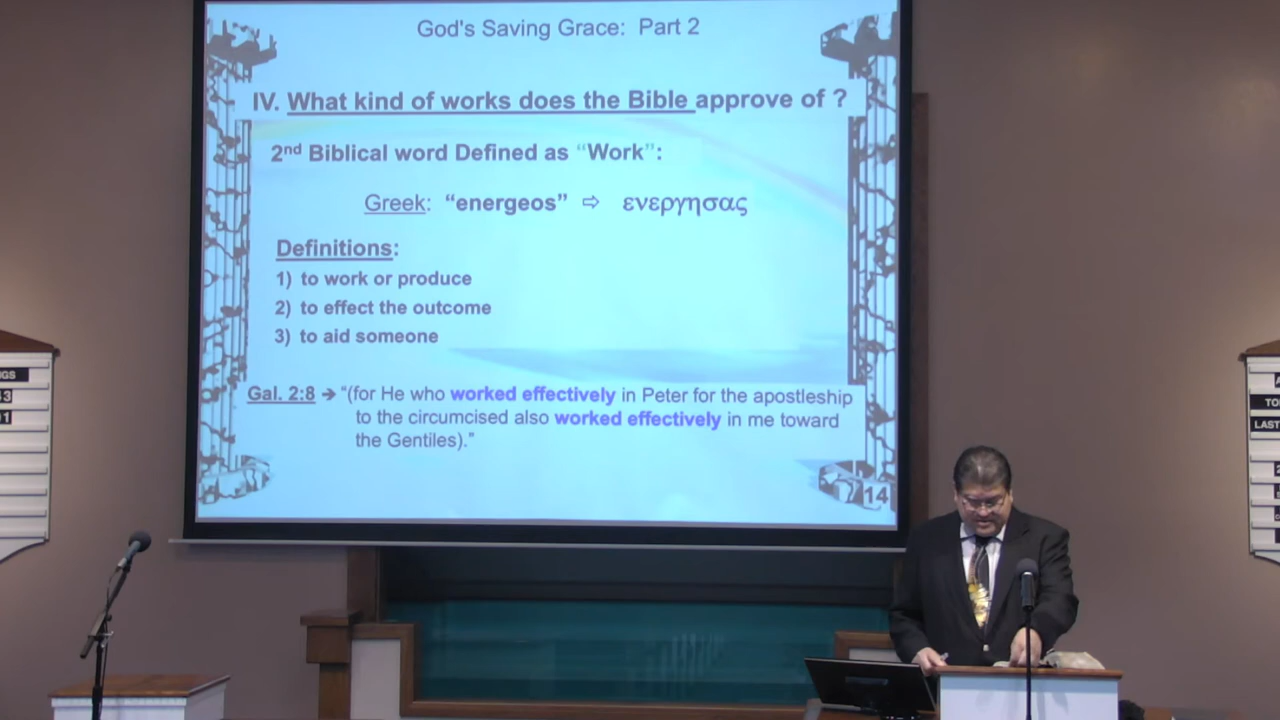 God's Saving Grace: Part 2
IV. What kind of works does the Bible approve of ?
2nd Biblical word Defined as “Work”:
Greek: “energeos” ⇨ ενεργησας
Definitions:
1) to work or produce
2) to effect the outcome
3) to aid someone
Gal. 2:8 → “(for He who worked effectively in Peter for the apostleship
to the circumcised also worked effectively in me toward
the Gentiles).”
14
LAST